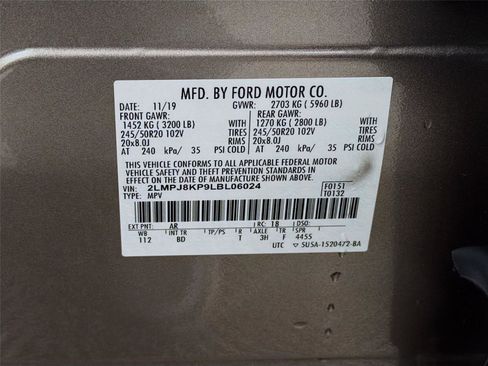 MFD. BY FORD MOTOR CO.
DATE: 11/19 GVWR: 2703 KG ( 5960 LB)
FRONT GAWR: REAR GAWR:
1452 KG ( 3200 LB) WITH 1270 KG ( 2800 LB) WITH
245/50R20 102V TIRES 245/50R20 102V TIRES
20x8.0J RIMS 20x8.0J RIMS
AT 240 kPa/ 35 PSI COLD AT 240 kPa/ 35 PSI COLD
THIS VEHICLE CONFORMS TO ALL APPLICABLE FEDERAL MOTOR
VEHICLE SAFETY AND THEFT PREVENTION STANDARDS IN EFFECT ON
THE DATE OF MANUFACTURE SHOWN ABOVE.
VIN: 2LMPJ8KP9LBL06024 F0151
TYPE: MPV T0132
EXT PNT: AR RC: 18 DSO:
WB INT TR TP/PS R AXLE TR SPR
112 BD T 3H F 4455
UTC 5U5A-1520472-BA